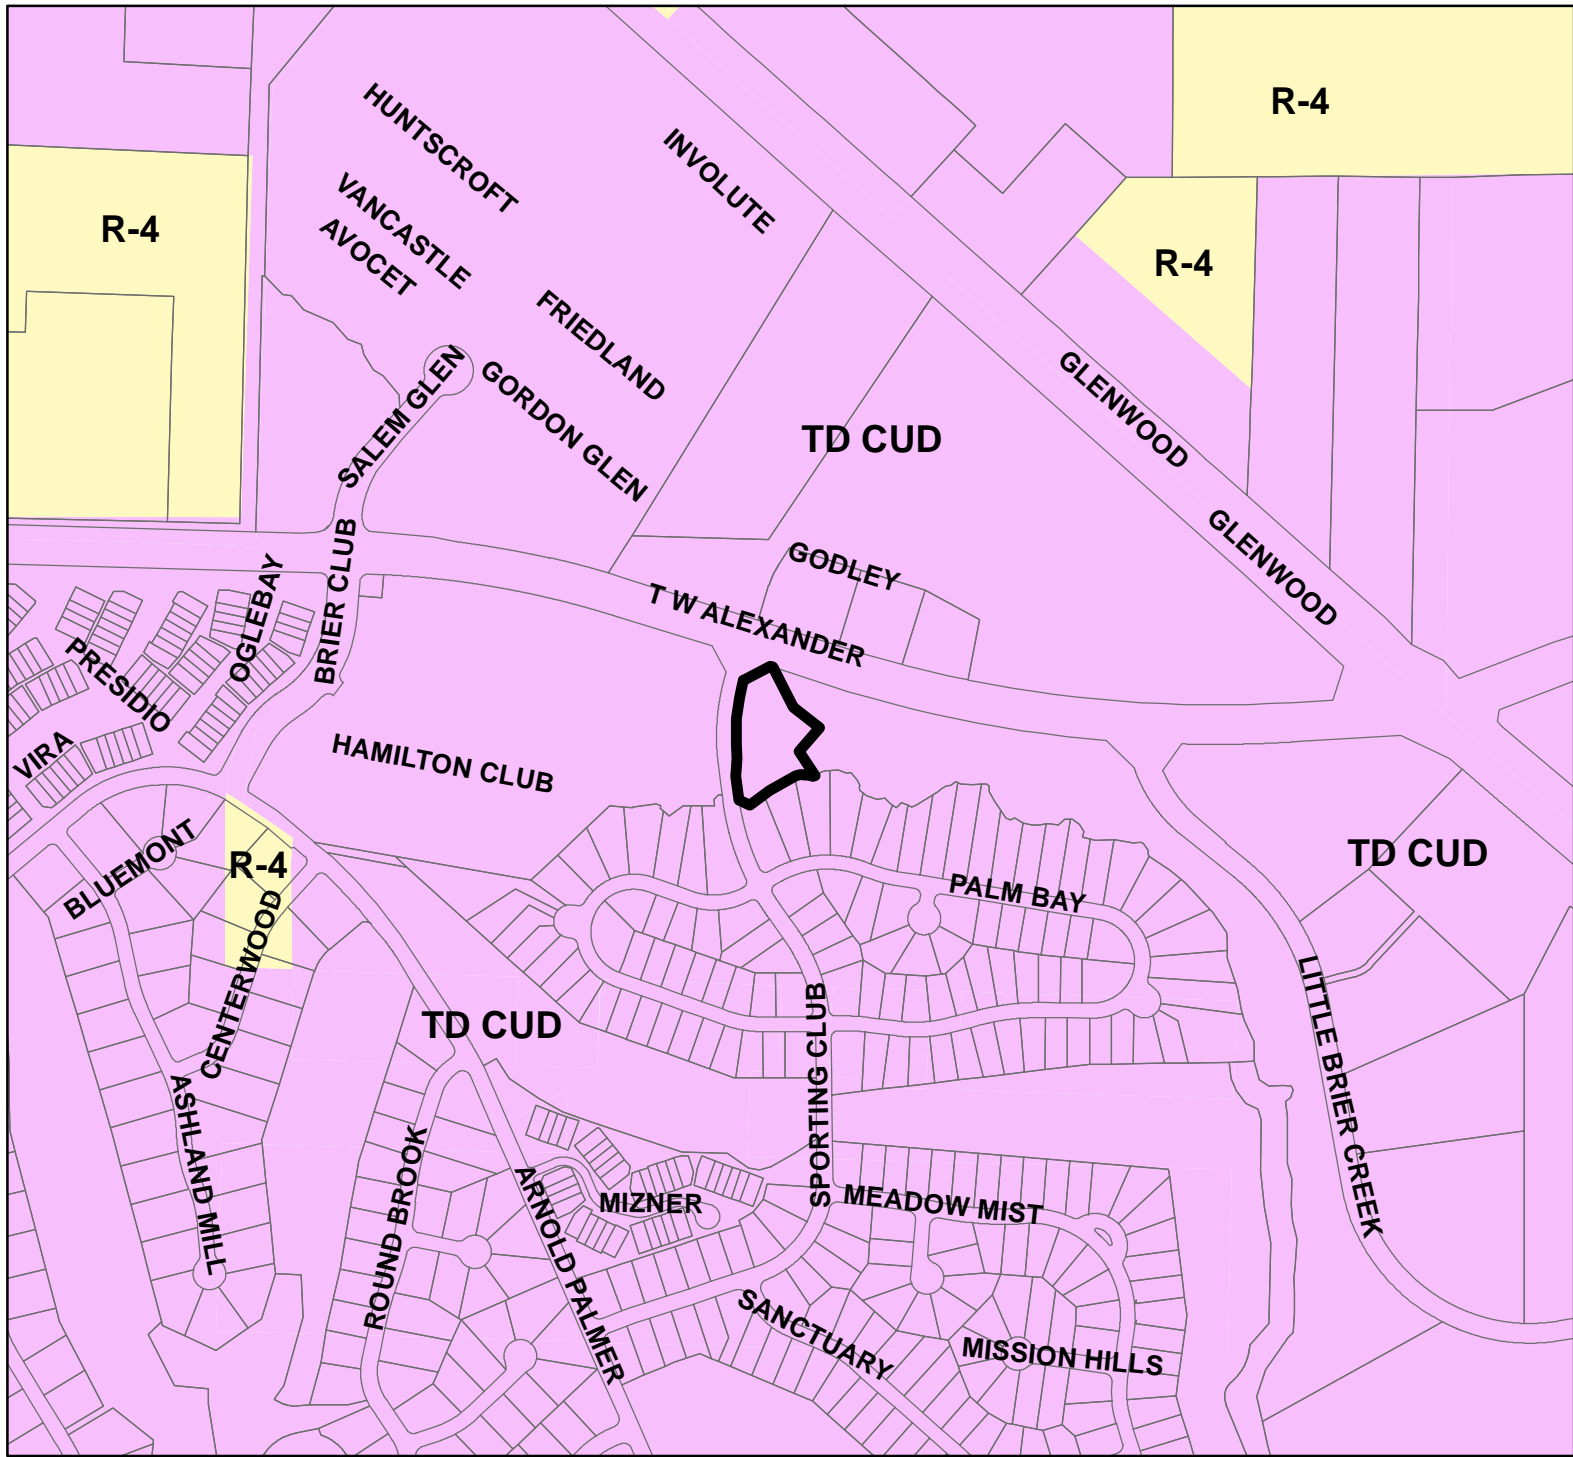 HUNTSCROFT
INVOLUTE
R-4
VANCASTLE
R-4
AVOCET
R-4
FRIEDLAND
GLENWOOD
SALEM GLEN
GORDON GLEN
TD CUD
GLENWOOD
BRIER CLUB
GODLEY
OGLEBAY
T W ALEXANDER
PRESIDIO
VIRA
HAMILTON CLUB
BLUEMONT
R-4
TD CUD
PALM BAY
CENTERWOOD
TD CUD
SPORTING CLUB
LITTLE BRIER CREEK
ASHLAND MILL
ROUND BROOK
MIZNER
MEADOW MIST
ARNOLD PALMER
SANCTUARY
MISSION HILLS